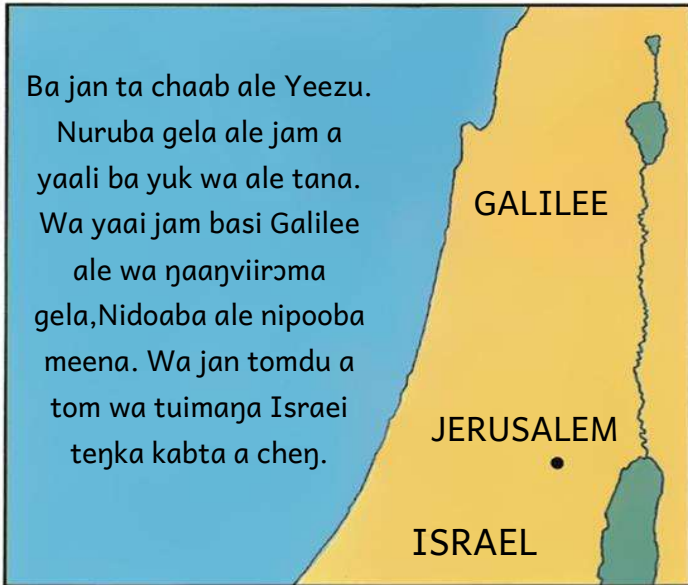 Ba jan ta chaab ale Yeezu.
Nuruba gela ale jam a
yaali ba yuk wa ale tana.
Wa yaai jam basi Galilee
ale wa ŋaaŋviirɔma
gela,Nidoaba ale nipooba
meena. Wa jan tomdu a
tom wa tuimaŋa Israei
teŋka kabta a cheŋ.
GALILEE
JERUSALEM
ISRAEL